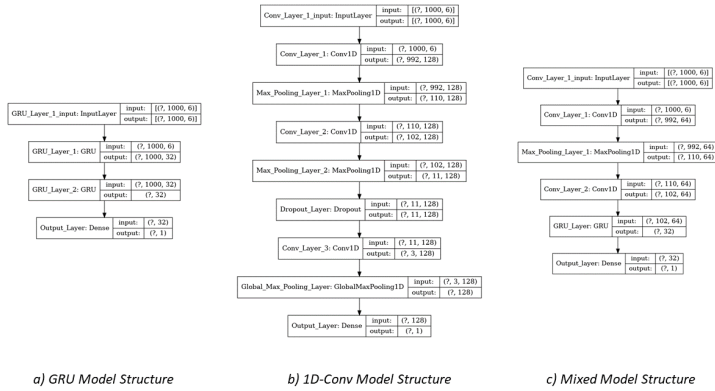 GRU_Layer_1_input: InputLayer
input: [(?, 1000, 6)]
output: [(?, 1000, 6)]
GRU_Layer_1: GRU
input: (?, 1000, 6)
output: (?, 1000, 32)
GRU_Layer_2: GRU
input: (?, 1000, 32)
output: (?, 32)
Output_Layer: Dense
input: (?, 32)
output: (?, 1)
a) GRU Model Structure
Conv_Layer_1_input: InputLayer
input: [(?, 1000, 6)]
output: [(?, 1000, 6)]
Conv_Layer_1: Conv1D
input: (?, 1000, 6)
output: (?, 992, 128)
Max_Pooling_Layer_1: MaxPooling1D
input: (?, 992, 128)
output: (?, 110, 128)
Conv_Layer_2: Conv1D
input: (?, 110, 128)
output: (?, 102, 128)
Max_Pooling_Layer_2: MaxPooling1D
input: (?, 102, 128)
output: (?, 11, 128)
Dropout_Layer: Dropout
input: (?, 11, 128)
output: (?, 11, 128)
Conv_Layer_3: Conv1D
input: (?, 11, 128)
output: (?, 3, 128)
Global_Max_Pooling_Layer: GlobalMaxPooling1D
input: (?, 3, 128)
output: (?, 128)
Output_Layer: Dense
input: (?, 128)
output: (?, 1)
b) 1D-Conv Model Structure
Conv_Layer_1_input: InputLayer
input: [(?, 1000, 6)]
output: [(?, 1000, 6)]
Conv_Layer_1: Conv1D
input: (?, 1000, 6)
output: (?, 992, 64)
Max_Pooling_Layer_1: MaxPooling1D
input: (?, 992, 64)
output: (?, 110, 64)
Conv_Layer_2: Conv1D
input: (?, 110, 64)
output: (?, 102, 64)
GRU_Layer: GRU
input: (?, 102, 64)
output: (?, 32)
Output_layer: Dense
input: (?, 32)
output: (?, 1)
c) Mixed Model Structure